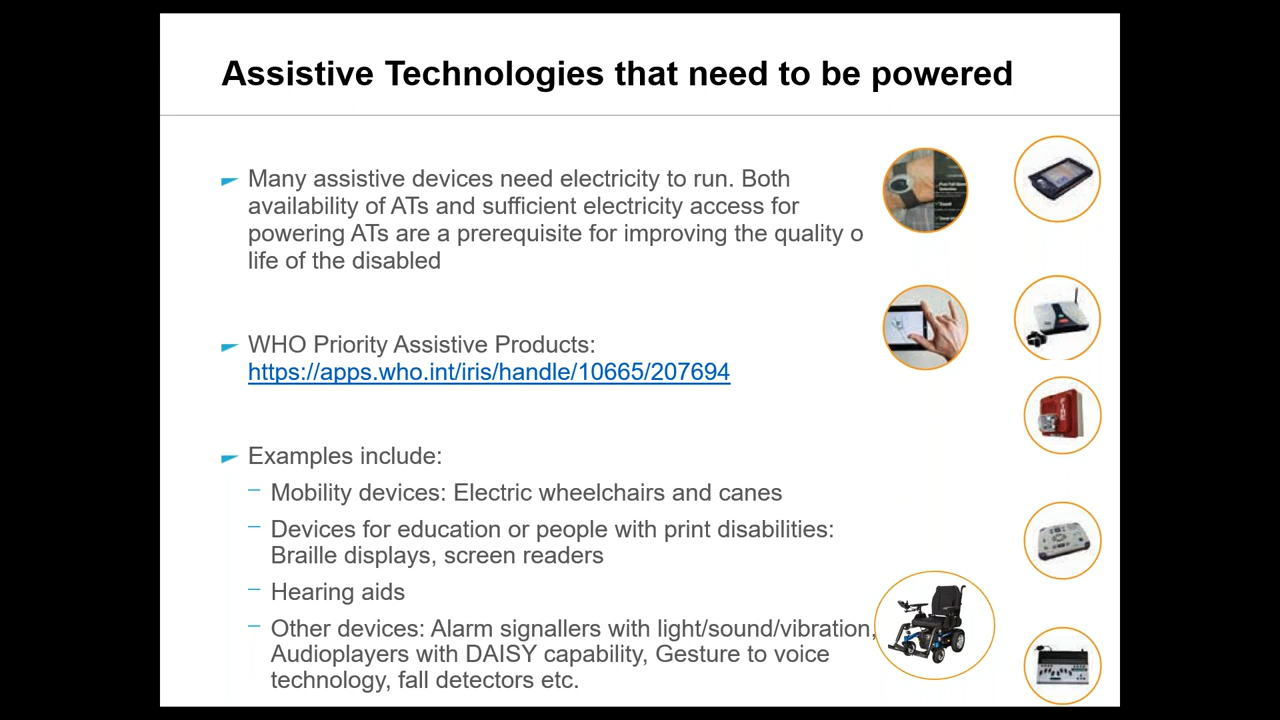 Assistive Technologies that need to be powered
Many assistive devices need electricity to run. Both
availability of ATs and sufficient electricity access for
powering ATs are a prerequisite for improving the quality o
life of the disabled
WHO Priority Assistive Products:
https://apps.who.int/iris/handle/10665/207694
Examples include:
Mobility devices: Electric wheelchairs and canes
Devices for education or people with print disabilities:
Braille displays, screen readers
Hearing aids
Other devices: Alarm signallers with light/sound/vibration,
Audioplayers with DAISY capability, Gesture to voice
technology, fall detectors etc.